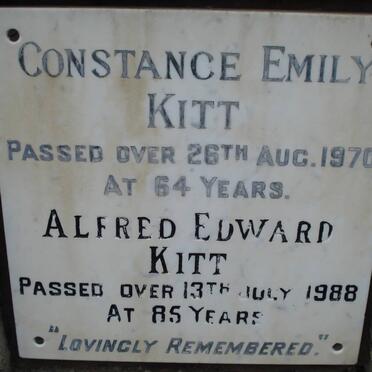 CONSTANCE EMILY
KITT
PASSED OVER 26TH AUG. 1970
AT 64 YEARS.
ALFRED EDWARD
KITT
PASSED OVER 13TH JULY 1988
AT 85 YEARS
"LOVINGLY REMEMBERED."